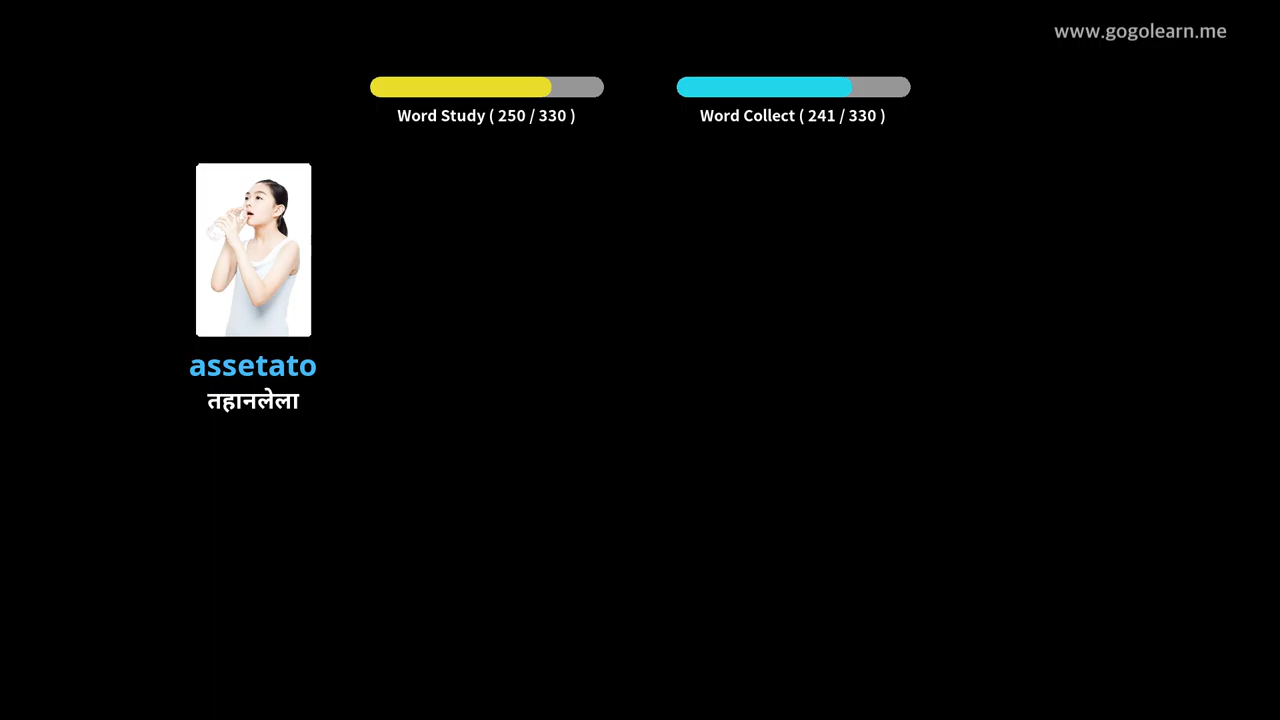 www.gogolearn.me
Word Study ( 250 / 330 )
Word Collect ( 241 / 330 )
assetato
तहानलेला